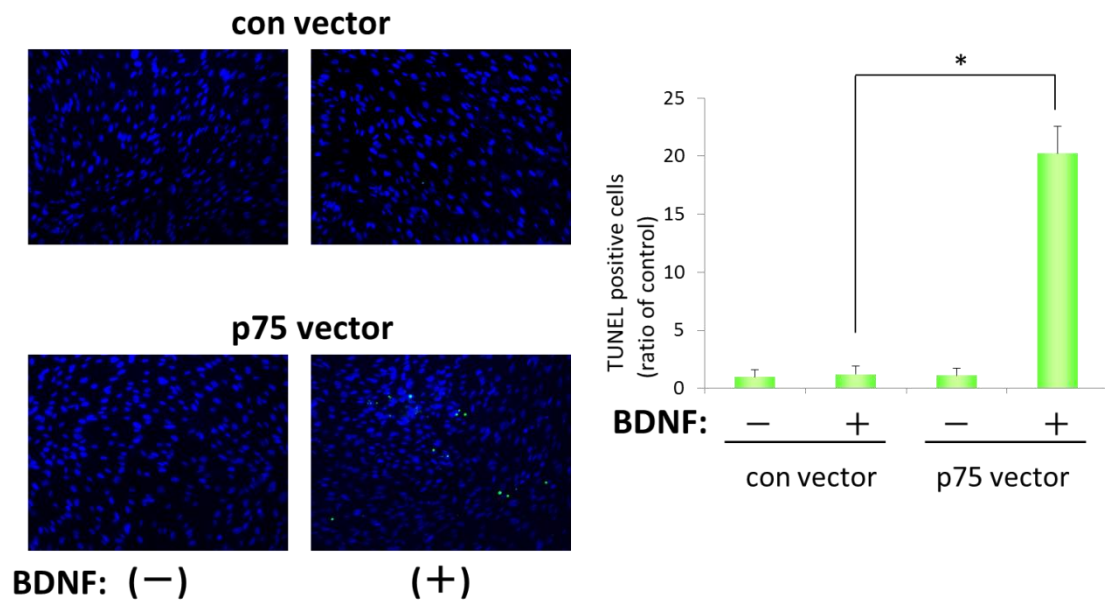 con vector
p75 vector
BDNF: (−) (+)
*
TUNEL positive cells
(ratio of control)
25
20
15
10
5
0
BDNF: − + − +
con vector p75 vector